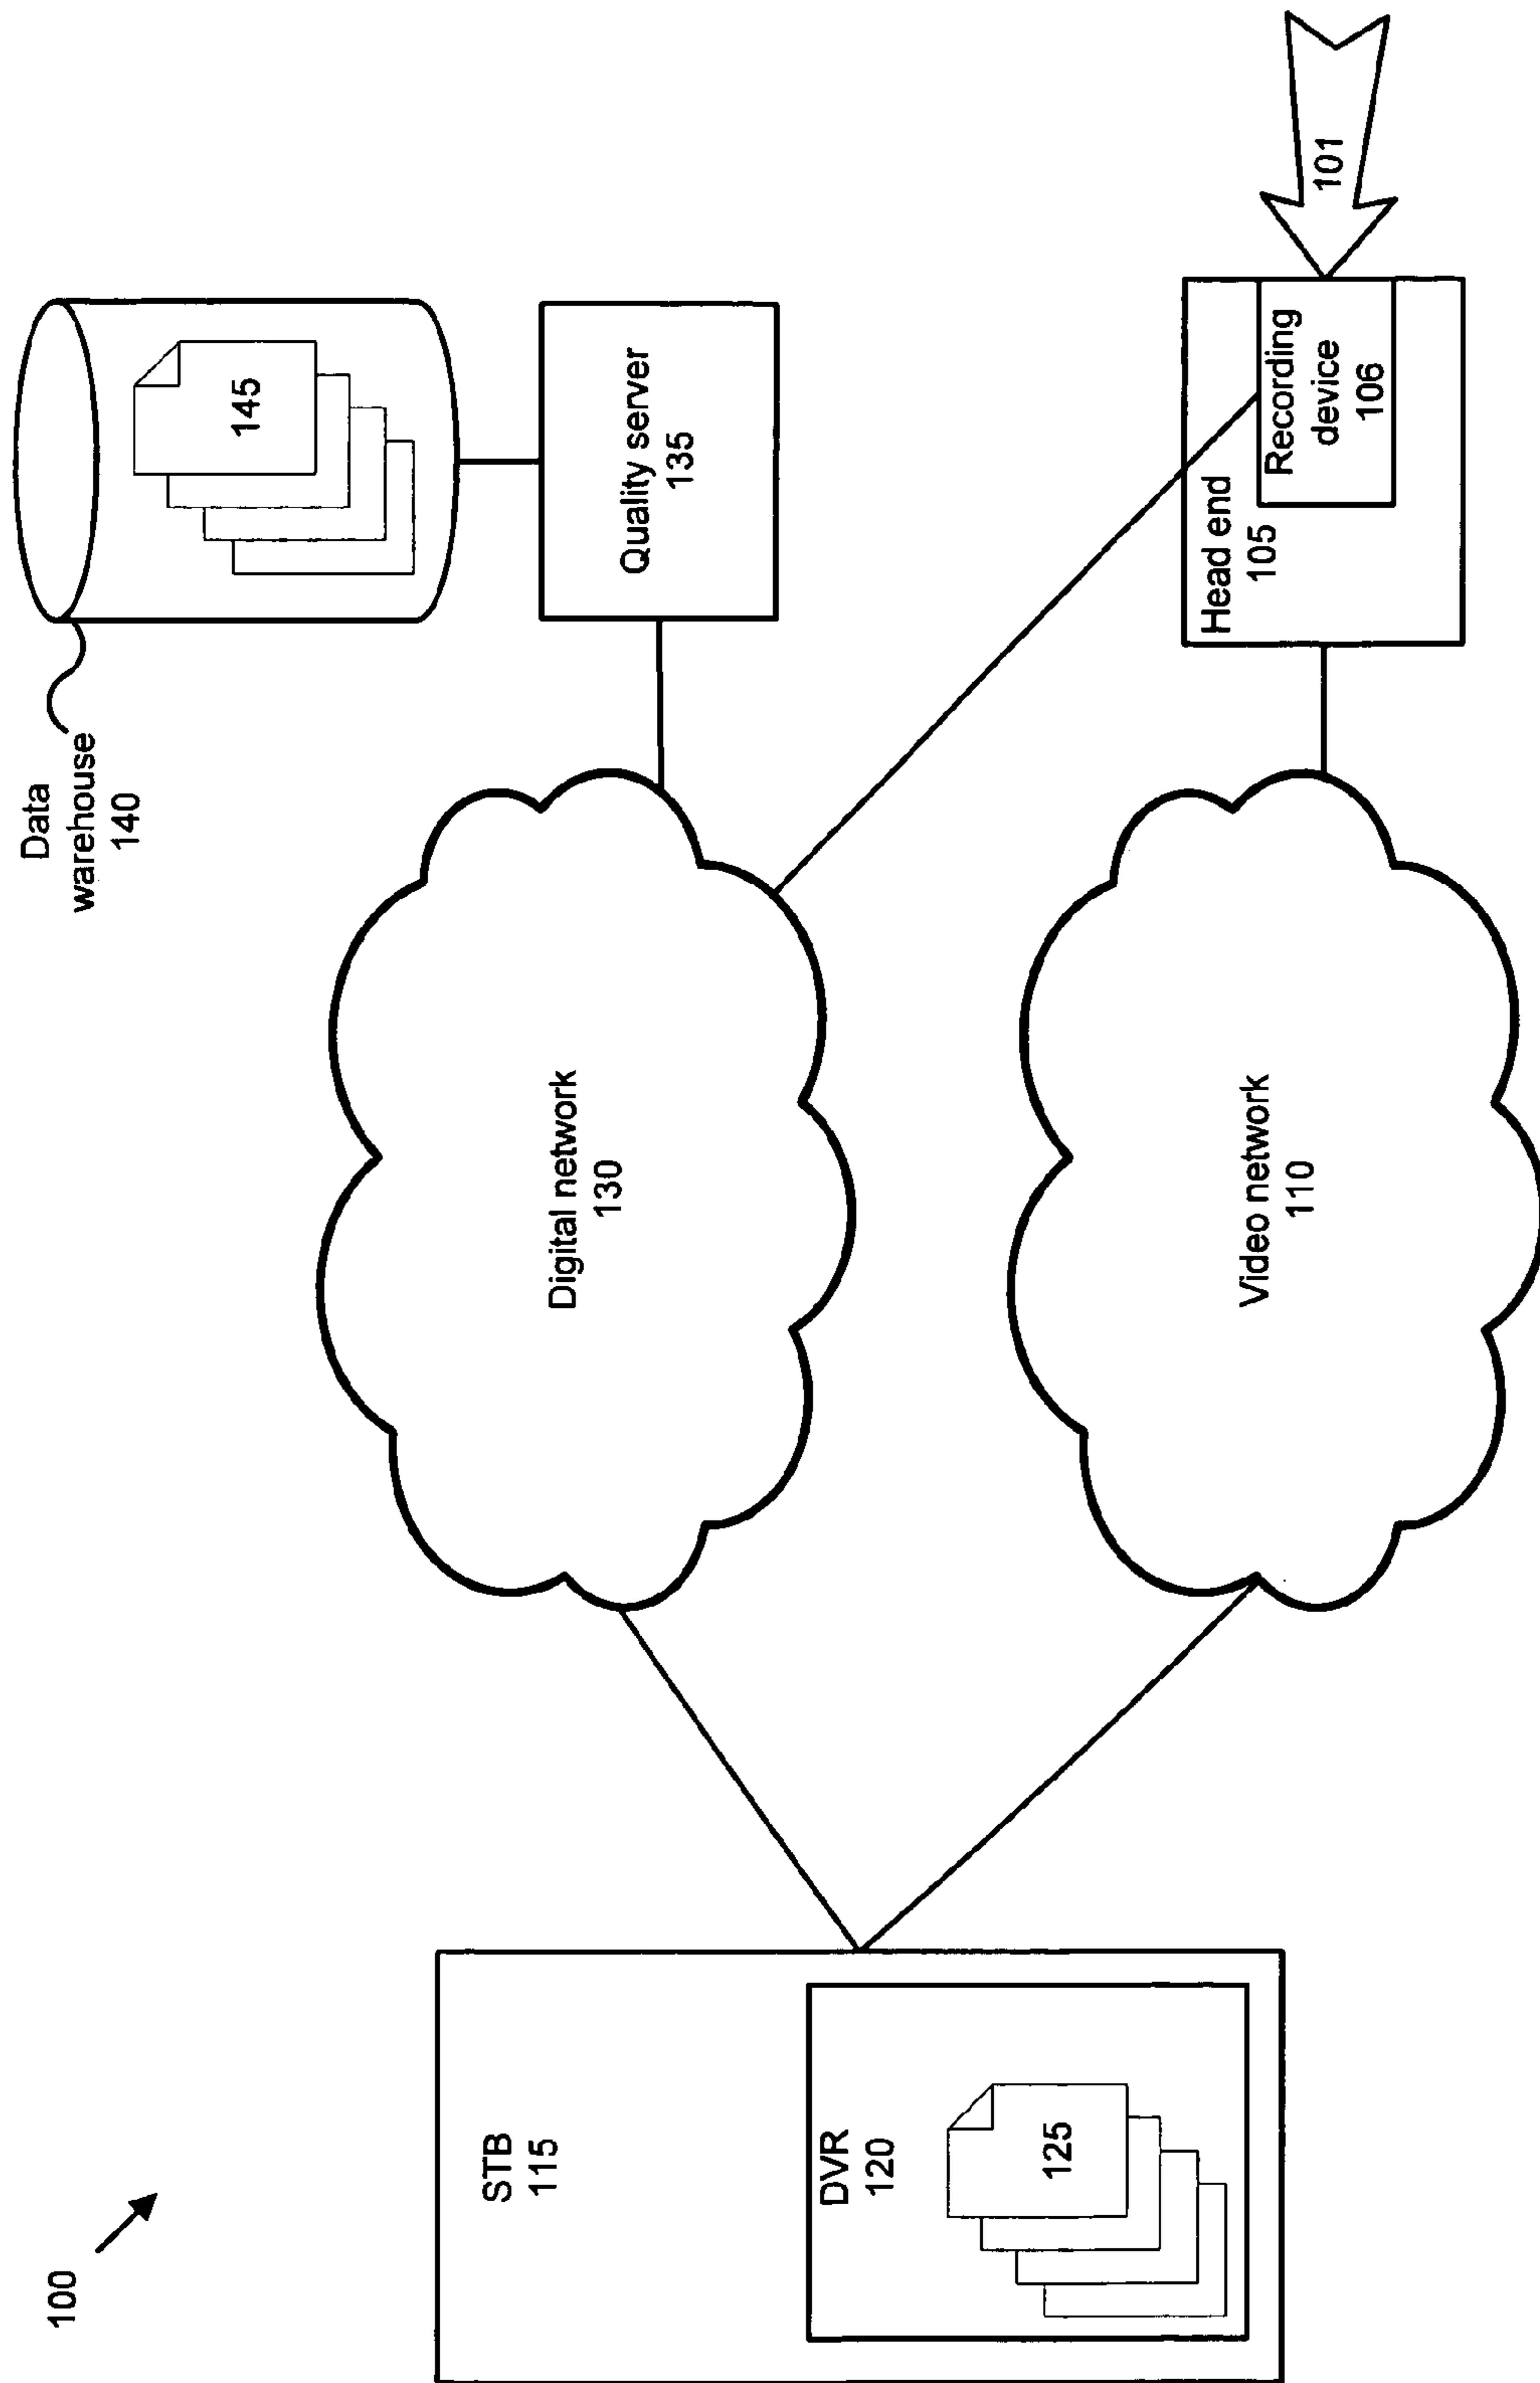 100
STB
115
DVR
120
125
Digital network
130
Video network
110
Data
warehouse
140
145
Quality server
135
Head end
105
Recording
device
106
101